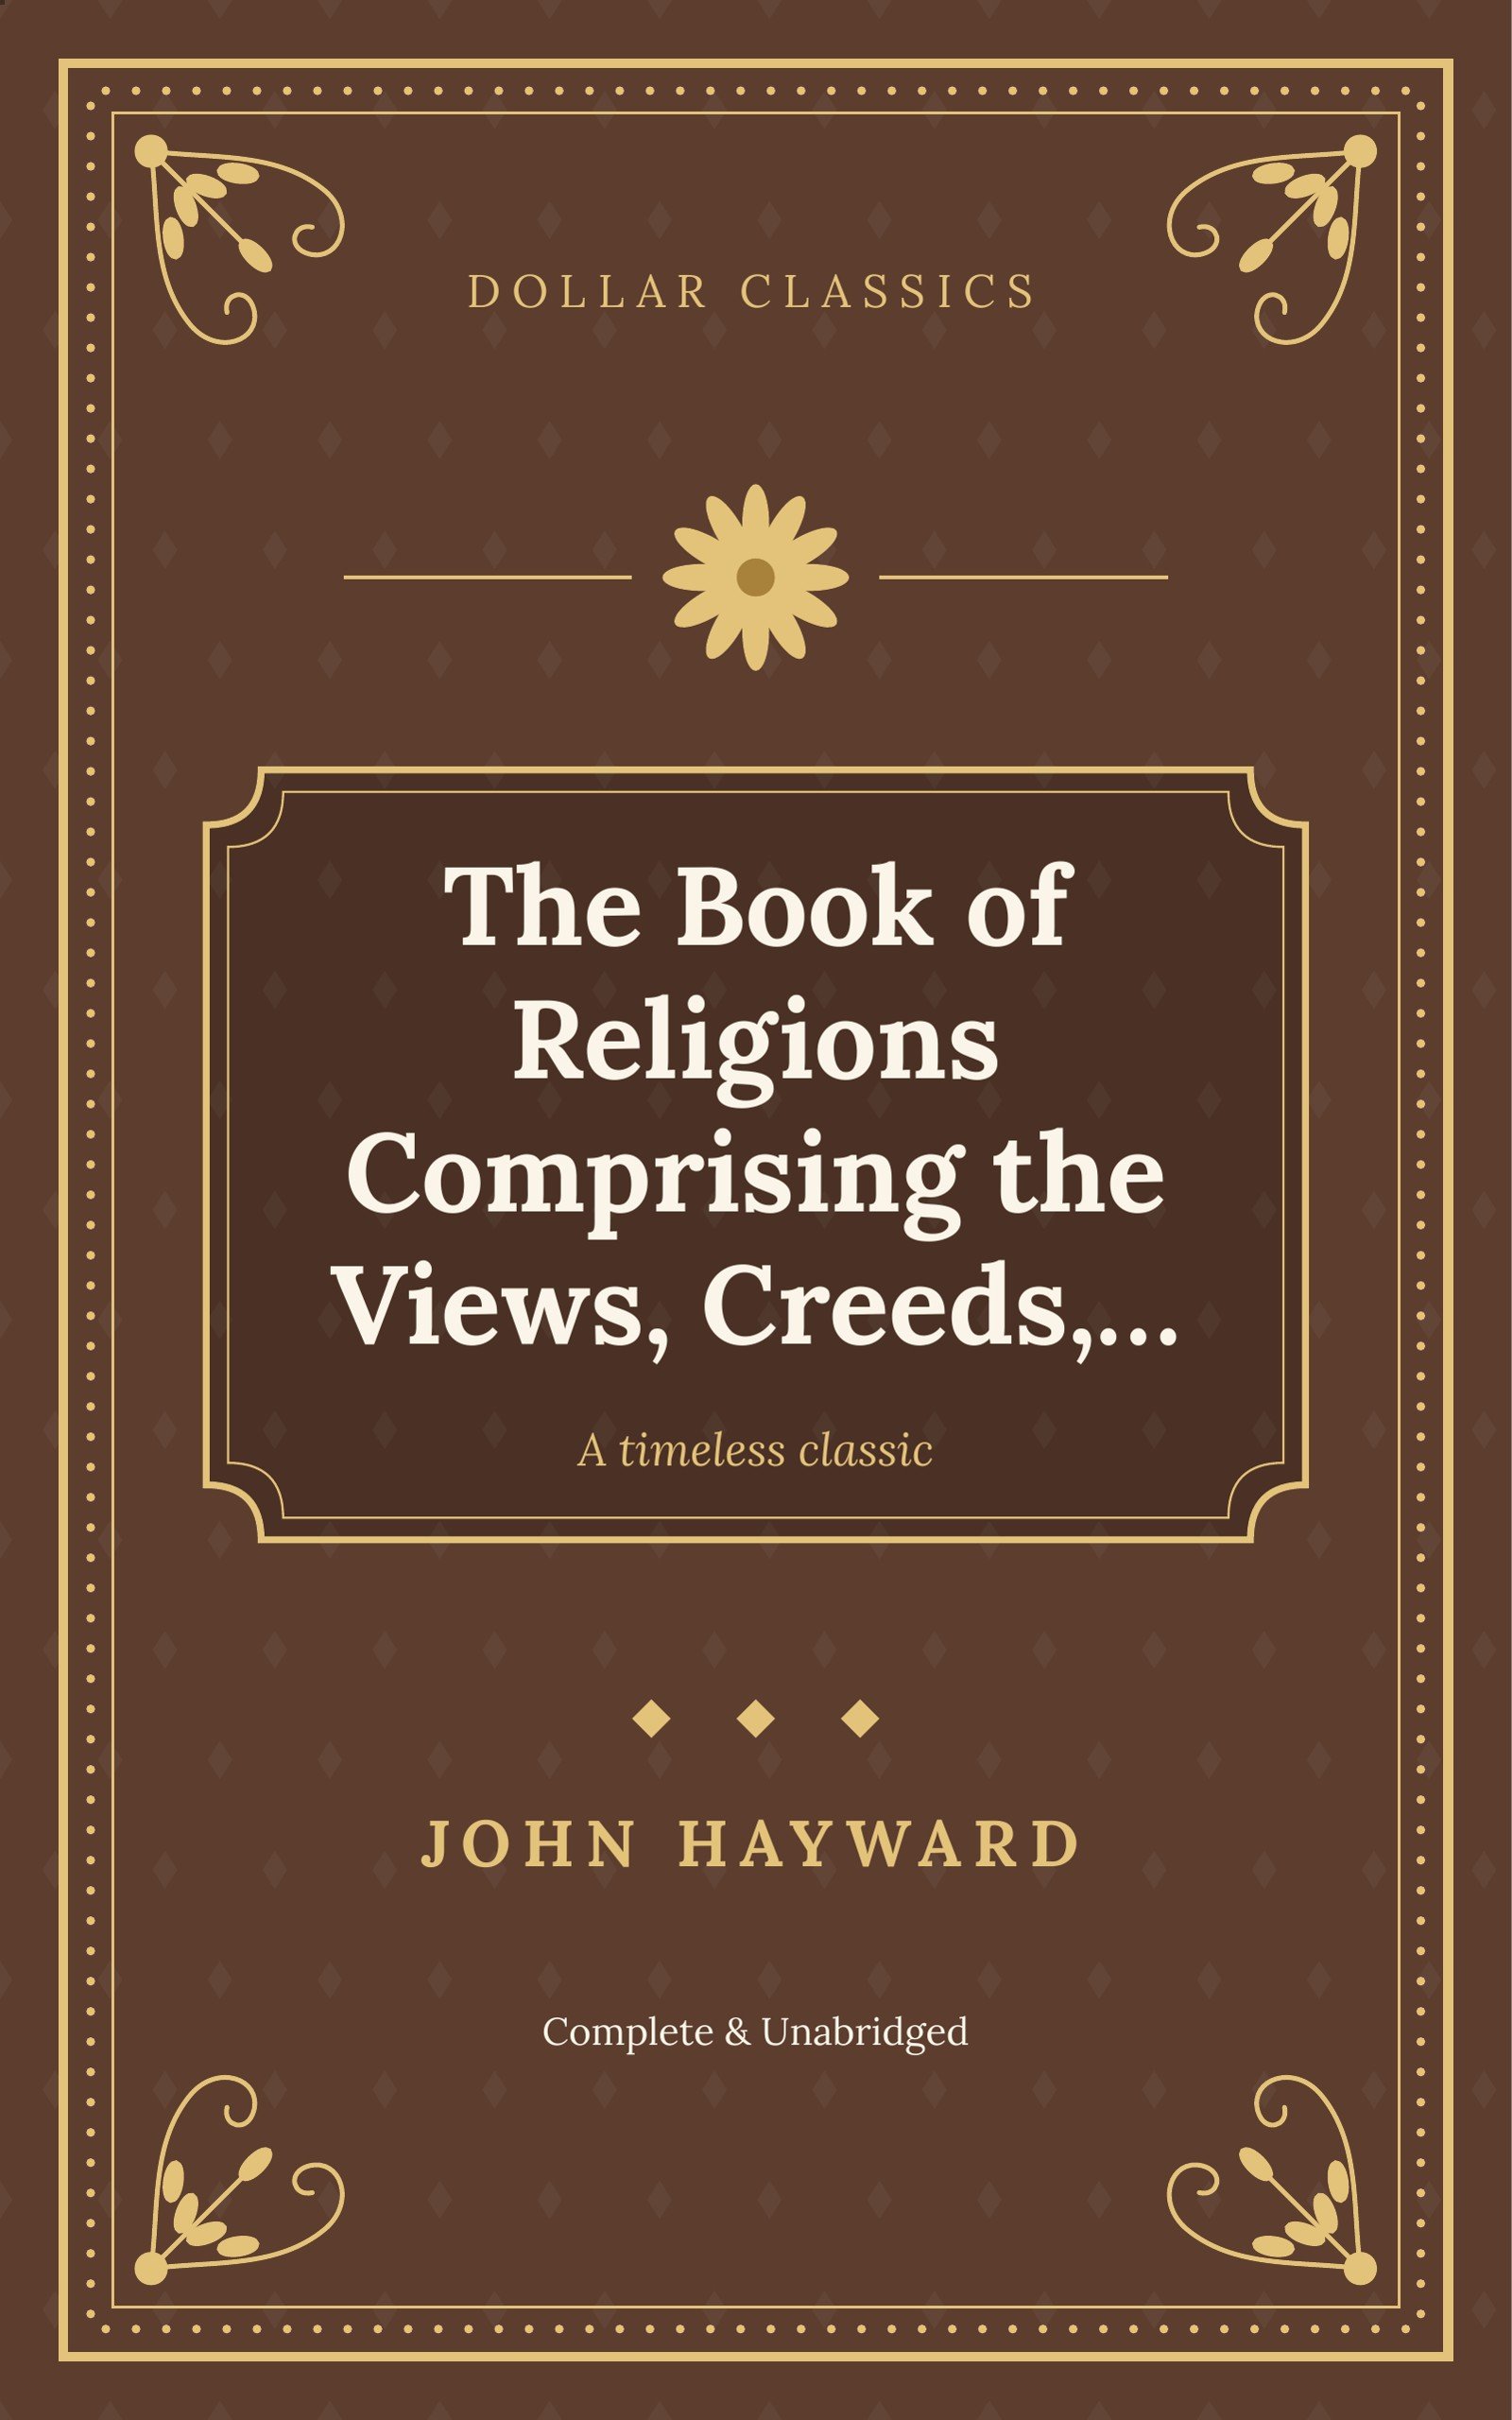 DOLLAR CLASSICS
The Book of
Religions
Comprising the
Views, Creeds,...
A timeless classic
JOHN HAYWARD
Complete & Unabridged